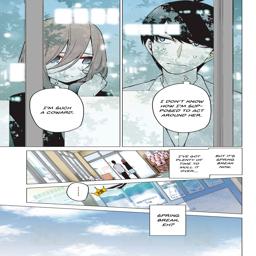 I DON'T KNOW
HOW I'M SUP-
POSED TO ACT
AROUND HER.
I'M SUCH
A COWARD.
BUT IT'S
SPRING
BREAK
NOW.
I'VE GOT
PLENTY OF
TIME TO
MULL IT
OVER...
SPRING
BREAK,
EH?